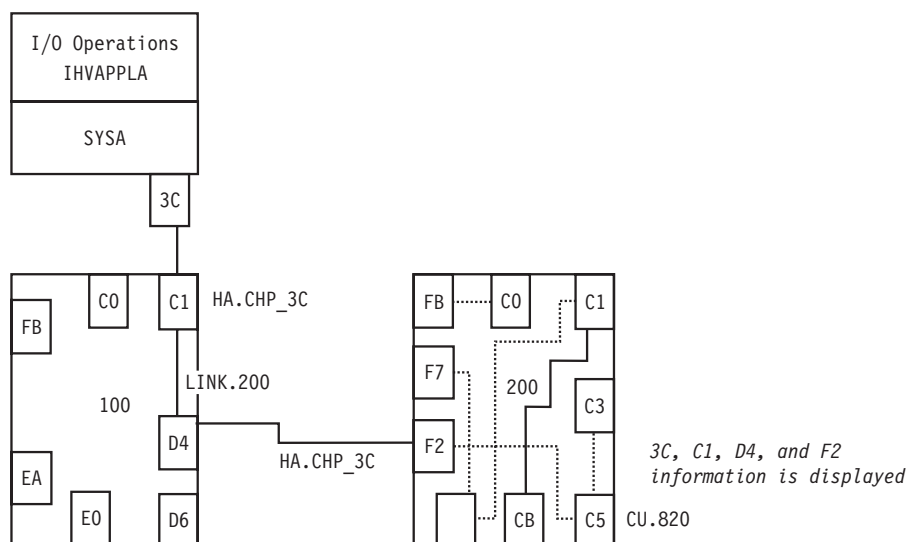 I/O Operations
IHVAPPLA
SYSA
3C
C0
C1
HA.CHP_3C
FB
C0
C1
FB
LINK.200
F7
200
C3
100
D4
F2
HA.CHP_3C
3C, C1, D4, and F2
information is displayed
EA
E0
D6
CB
C5
CU.820